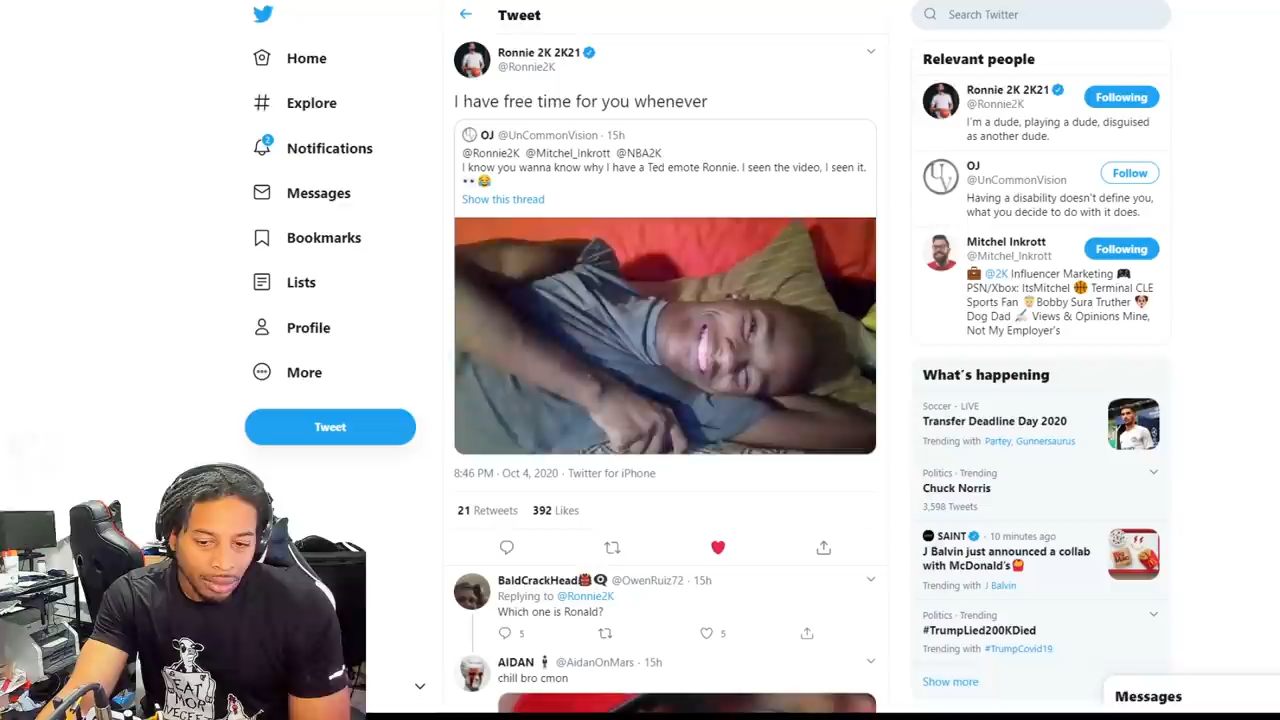 Home
Explore
2
Notifications
Messages
Bookmarks
Lists
Profile
More
Tweet
Tweet
Ronnie 2K 2K21
@Ronnie2K
I have free time for you whenever
OJ @UnCommonVision · 15h
@Ronnie2K @Mitchel_Inkrott @NBA2K
I know you wanna know why I have a Ted emote Ronnie. I seen the video, I seen it.
👀😂
Show this thread
8:46 PM · Oct 4, 2020 · Twitter for iPhone
21 Retweets 392 Likes
BaldCrackHead @OwenRuiz72 · 15h
Replying to @Ronnie2K
Which one is Ronald?
5 5
AIDAN @AidanOnMars · 15h
chill bro cmon
Search Twitter
Relevant people
Ronnie 2K 2K21
@Ronnie2K
Following
I'm a dude, playing a dude, disguised
as another dude.
OJ
@UnCommonVision
Follow
Having a disability doesn't define you,
what you decide to do with it does.
Mitchel Inkrott
@Mitchel_Inkrott
Following
💼 @2K Influencer Marketing 🎮
PSN/Xbox: ItsMitchel 🏀 Terminal CLE
Sports Fan 😇 Bobby Sura Truther 🐶
Dog Dad 🖌 Views & Opinions Mine,
Not My Employer's
What's happening
Soccer · LIVE
Transfer Deadline Day 2020
Trending with Partey, Gunnersaurus
Politics · Trending
Chuck Norris
3,598 Tweets
SAINT · 10 minutes ago
J Balvin just announced a collab
with McDonald's🍟
Trending with J Balvin
Politics · Trending
#TrumpLied200KDied
Trending with #TrumpCovid19
Show more
Messages